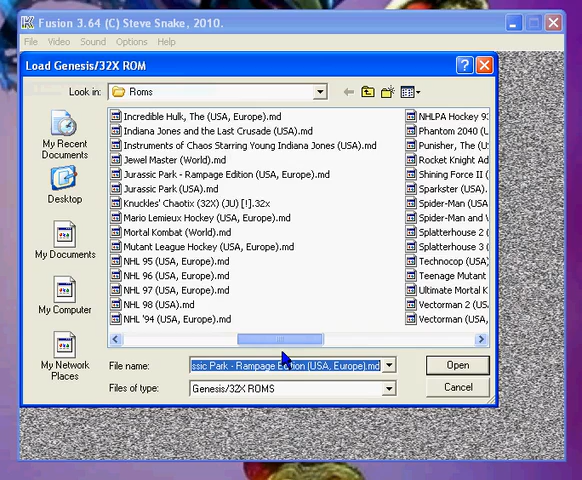 Fusion 3.64 (C) Steve Snake, 2010.
File Video Sound Options Help
Load Genesis/32X ROM
Look in: Roms
My Recent Documents
Desktop
My Documents
My Computer
My Network Places
Incredible Hulk, The (USA, Europe).md
Indiana Jones and the Last Crusade (USA).md
Instruments of Chaos Starring Young Indiana Jones (USA).md
Jewel Master (World).md
Jurassic Park - Rampage Edition (USA, Europe).md
Jurassic Park (USA).md
Knuckles' Chaotix (32X) (JU) [!].32x
Mario Lemieux Hockey (USA, Europe).md
Mortal Kombat (World).md
Mutant League Hockey (USA, Europe).md
NHL 95 (USA, Europe).md
NHL 96 (USA, Europe).md
NHL 97 (USA, Europe).md
NHL 98 (USA).md
NHL '94 (USA, Europe).md
NHLPA Hockey 93
Phantom 2040 (U
Punisher, The (U
Rocket Knight Ad
Shining Force II (
Sparkster (USA).
Spider-Man (USA
Spider-Man and V
Splatterhouse 2 (
Splatterhouse 3 (
Technocop (USA)
Teenage Mutant
Ultimate Mortal K
Vectorman 2 (US
Vectorman (USA,
File name: ssic Park - Rampage Edition (USA, Europe).md
Open
Files of type: Genesis/32X ROMS
Cancel